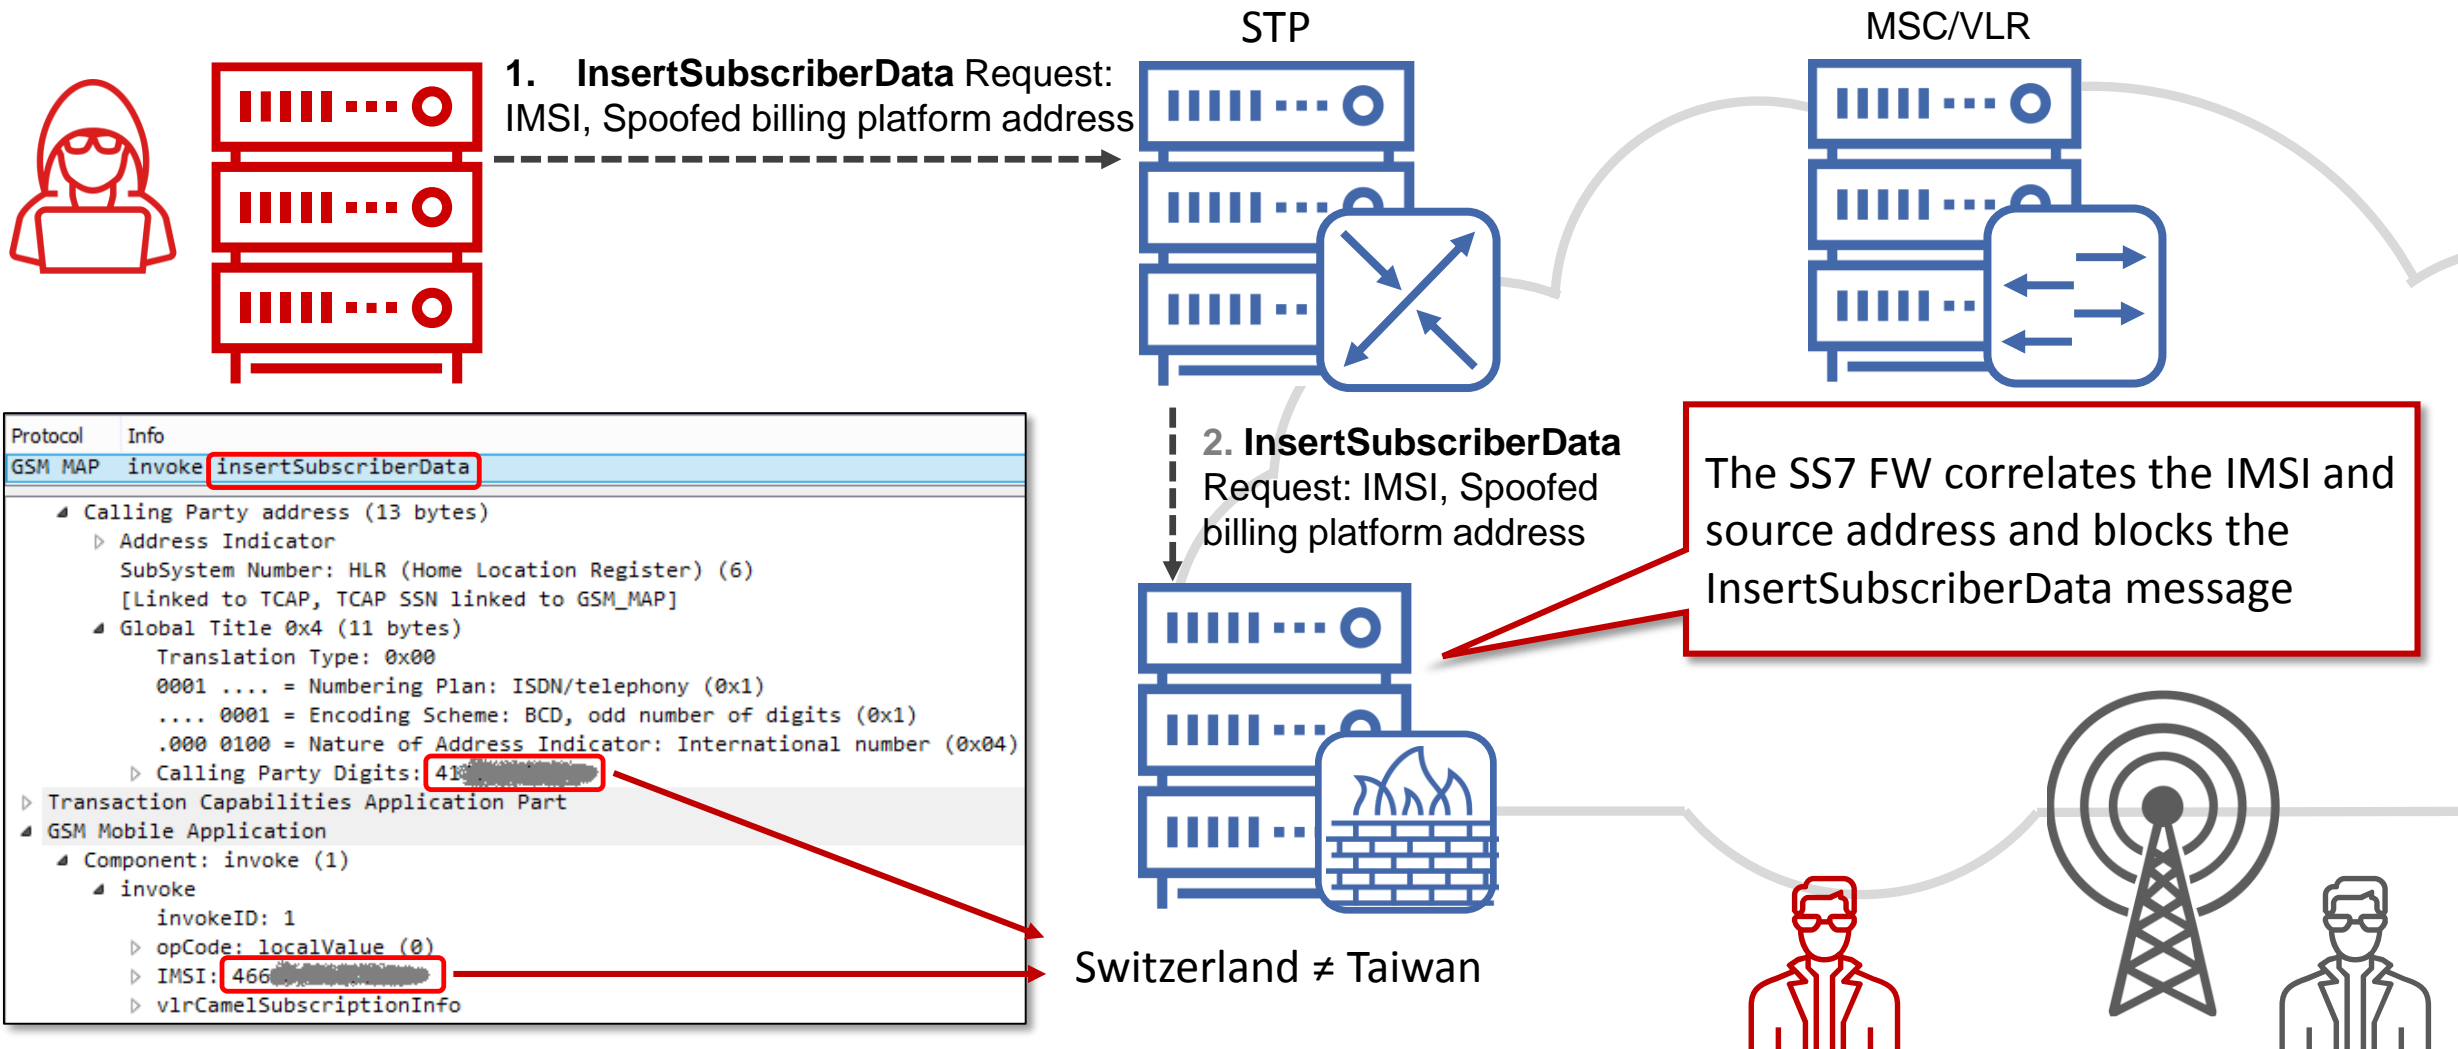 STP
MSC/VLR
1. InsertSubscriberData Request:
IMSI, Spoofed billing platform address
2. InsertSubscriberData
Request: IMSI, Spoofed
billing platform address
The SS7 FW correlates the IMSI and
source address and blocks the
InsertSubscriberData message
Protocol Info
GSM MAP invoke insertSubscriberData
Calling Party address (13 bytes)
Address Indicator
SubSystem Number: HLR (Home Location Register) (6)
[Linked to TCAP, TCAP SSN linked to GSM_MAP]
Global Title 0x4 (11 bytes)
Translation Type: 0x00
0001 .... = Numbering Plan: ISDN/telephony (0x1)
.... 0001 = Encoding Scheme: BCD, odd number of digits (0x1)
.000 0100 = Nature of Address Indicator: International number (0x04)
Calling Party Digits: 41
Transaction Capabilities Application Part
GSM Mobile Application
Component: invoke (1)
invoke
invokeID: 1
opCode: localValue (0)
IMSI: 466
vlrCamelSubscriptionInfo
Switzerland ≠ Taiwan